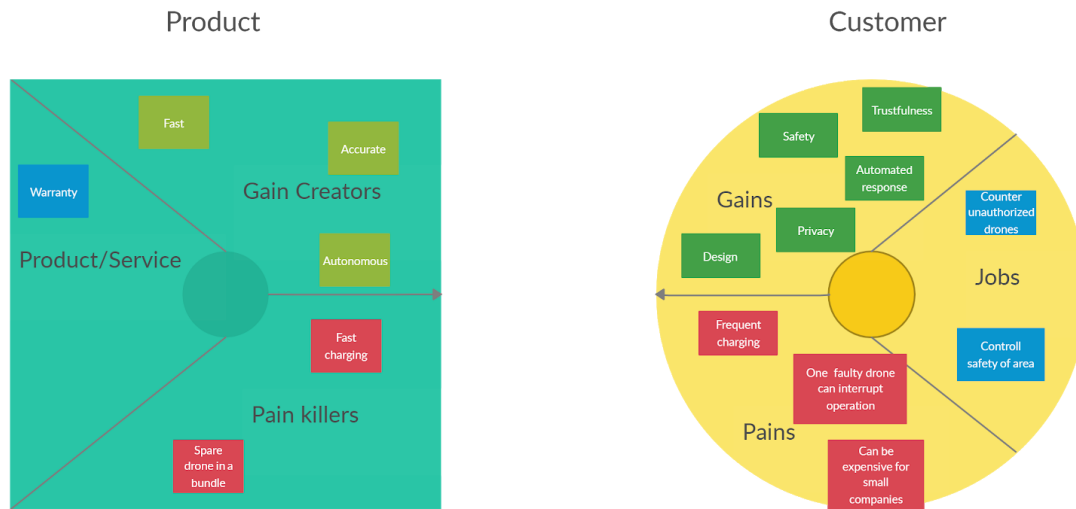 Product
Customer
Fast
Accurate
Warranty
Gain Creators
Product/Service
Autonomous
Fast
charging
Pain killers
Spare
drone in a
bundle
Trustfulness
Safety
Automated
response
Gains
Privacy
Design
Counter
unauthorized
drones
Jobs
Controll
safety of area
Frequent
charging
One faulty drone
can interrupt
operation
Pains
Can be
expensive for
small
companies